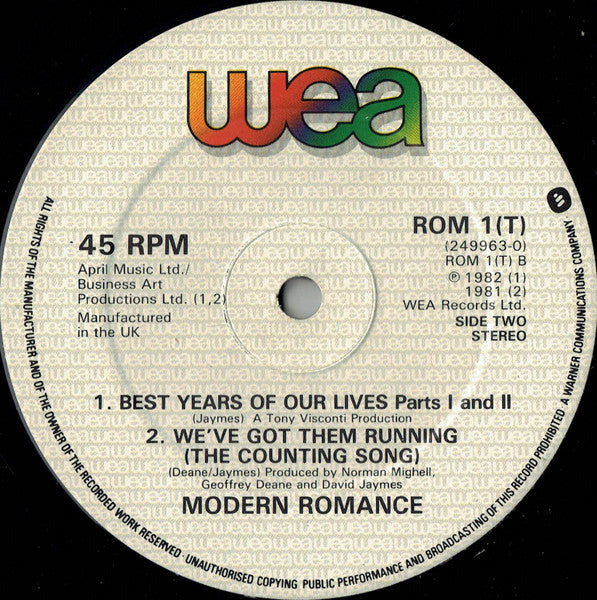 wea
45 RPM
April Music Ltd./
Business Art
Productions Ltd. (1,2)
Manufactured
in the UK
ROM 1(T)
(249963-0)
ROM 1(T) B
℗ 1982 (1)
1981 (2)
WEA Records Ltd.
SIDE TWO
STEREO
1. BEST YEARS OF OUR LIVES Parts I and II
(Jaymes) A Tony Visconti Production
2. WE'VE GOT THEM RUNNING
(THE COUNTING SONG)
(Deane/Jaymes) Produced by Norman Mighell,
Geoffrey Deane and David Jaymes
MODERN ROMANCE
ALL RIGHTS OF THE MANUFACTURER AND OF THE OWNER OF THE RECORDED WORK RESERVED · UNAUTHORISED COPYING PUBLIC PERFORMANCE AND BROADCASTING OF THIS RECORD PROHIBITED · A WARNER COMMUNICATIONS COMPANY·